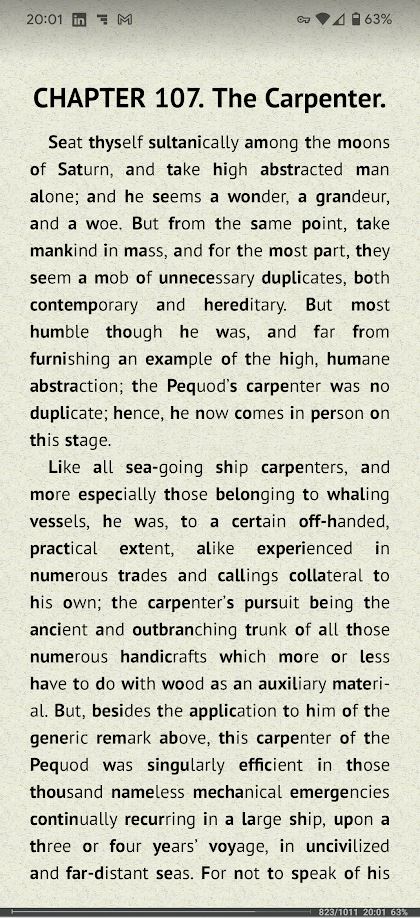 20:01 63%
CHAPTER 107. The Carpenter.
Seat thyself sultanically among the moons
of Saturn, and take high abstracted man
alone; and he seems a wonder, a grandeur,
and a woe. But from the same point, take
mankind in mass, and for the most part, they
seem a mob of unnecessary duplicates, both
contemporary and hereditary. But most
humble though he was, and far from
furnishing an example of the high, humane
abstraction; the Pequod's carpenter was no
duplicate; hence, he now comes in person on
this stage.
Like all sea-going ship carpenters, and
more especially those belonging to whaling
vessels, he was, to a certain off-handed,
practical extent, alike experienced in
numerous trades and callings collateral to
his own; the carpenter's pursuit being the
ancient and outbranching trunk of all those
numerous handicrafts which more or less
have to do with wood as an auxiliary materi-
al. But, besides the application to him of the
generic remark above, this carpenter of the
Pequod was singularly efficient in those
thousand nameless mechanical emergencies
continually recurring in a large ship, upon a
three or four years' voyage, in uncivilized
and far-distant seas. For not to speak of his
823/1011 20:01 63%